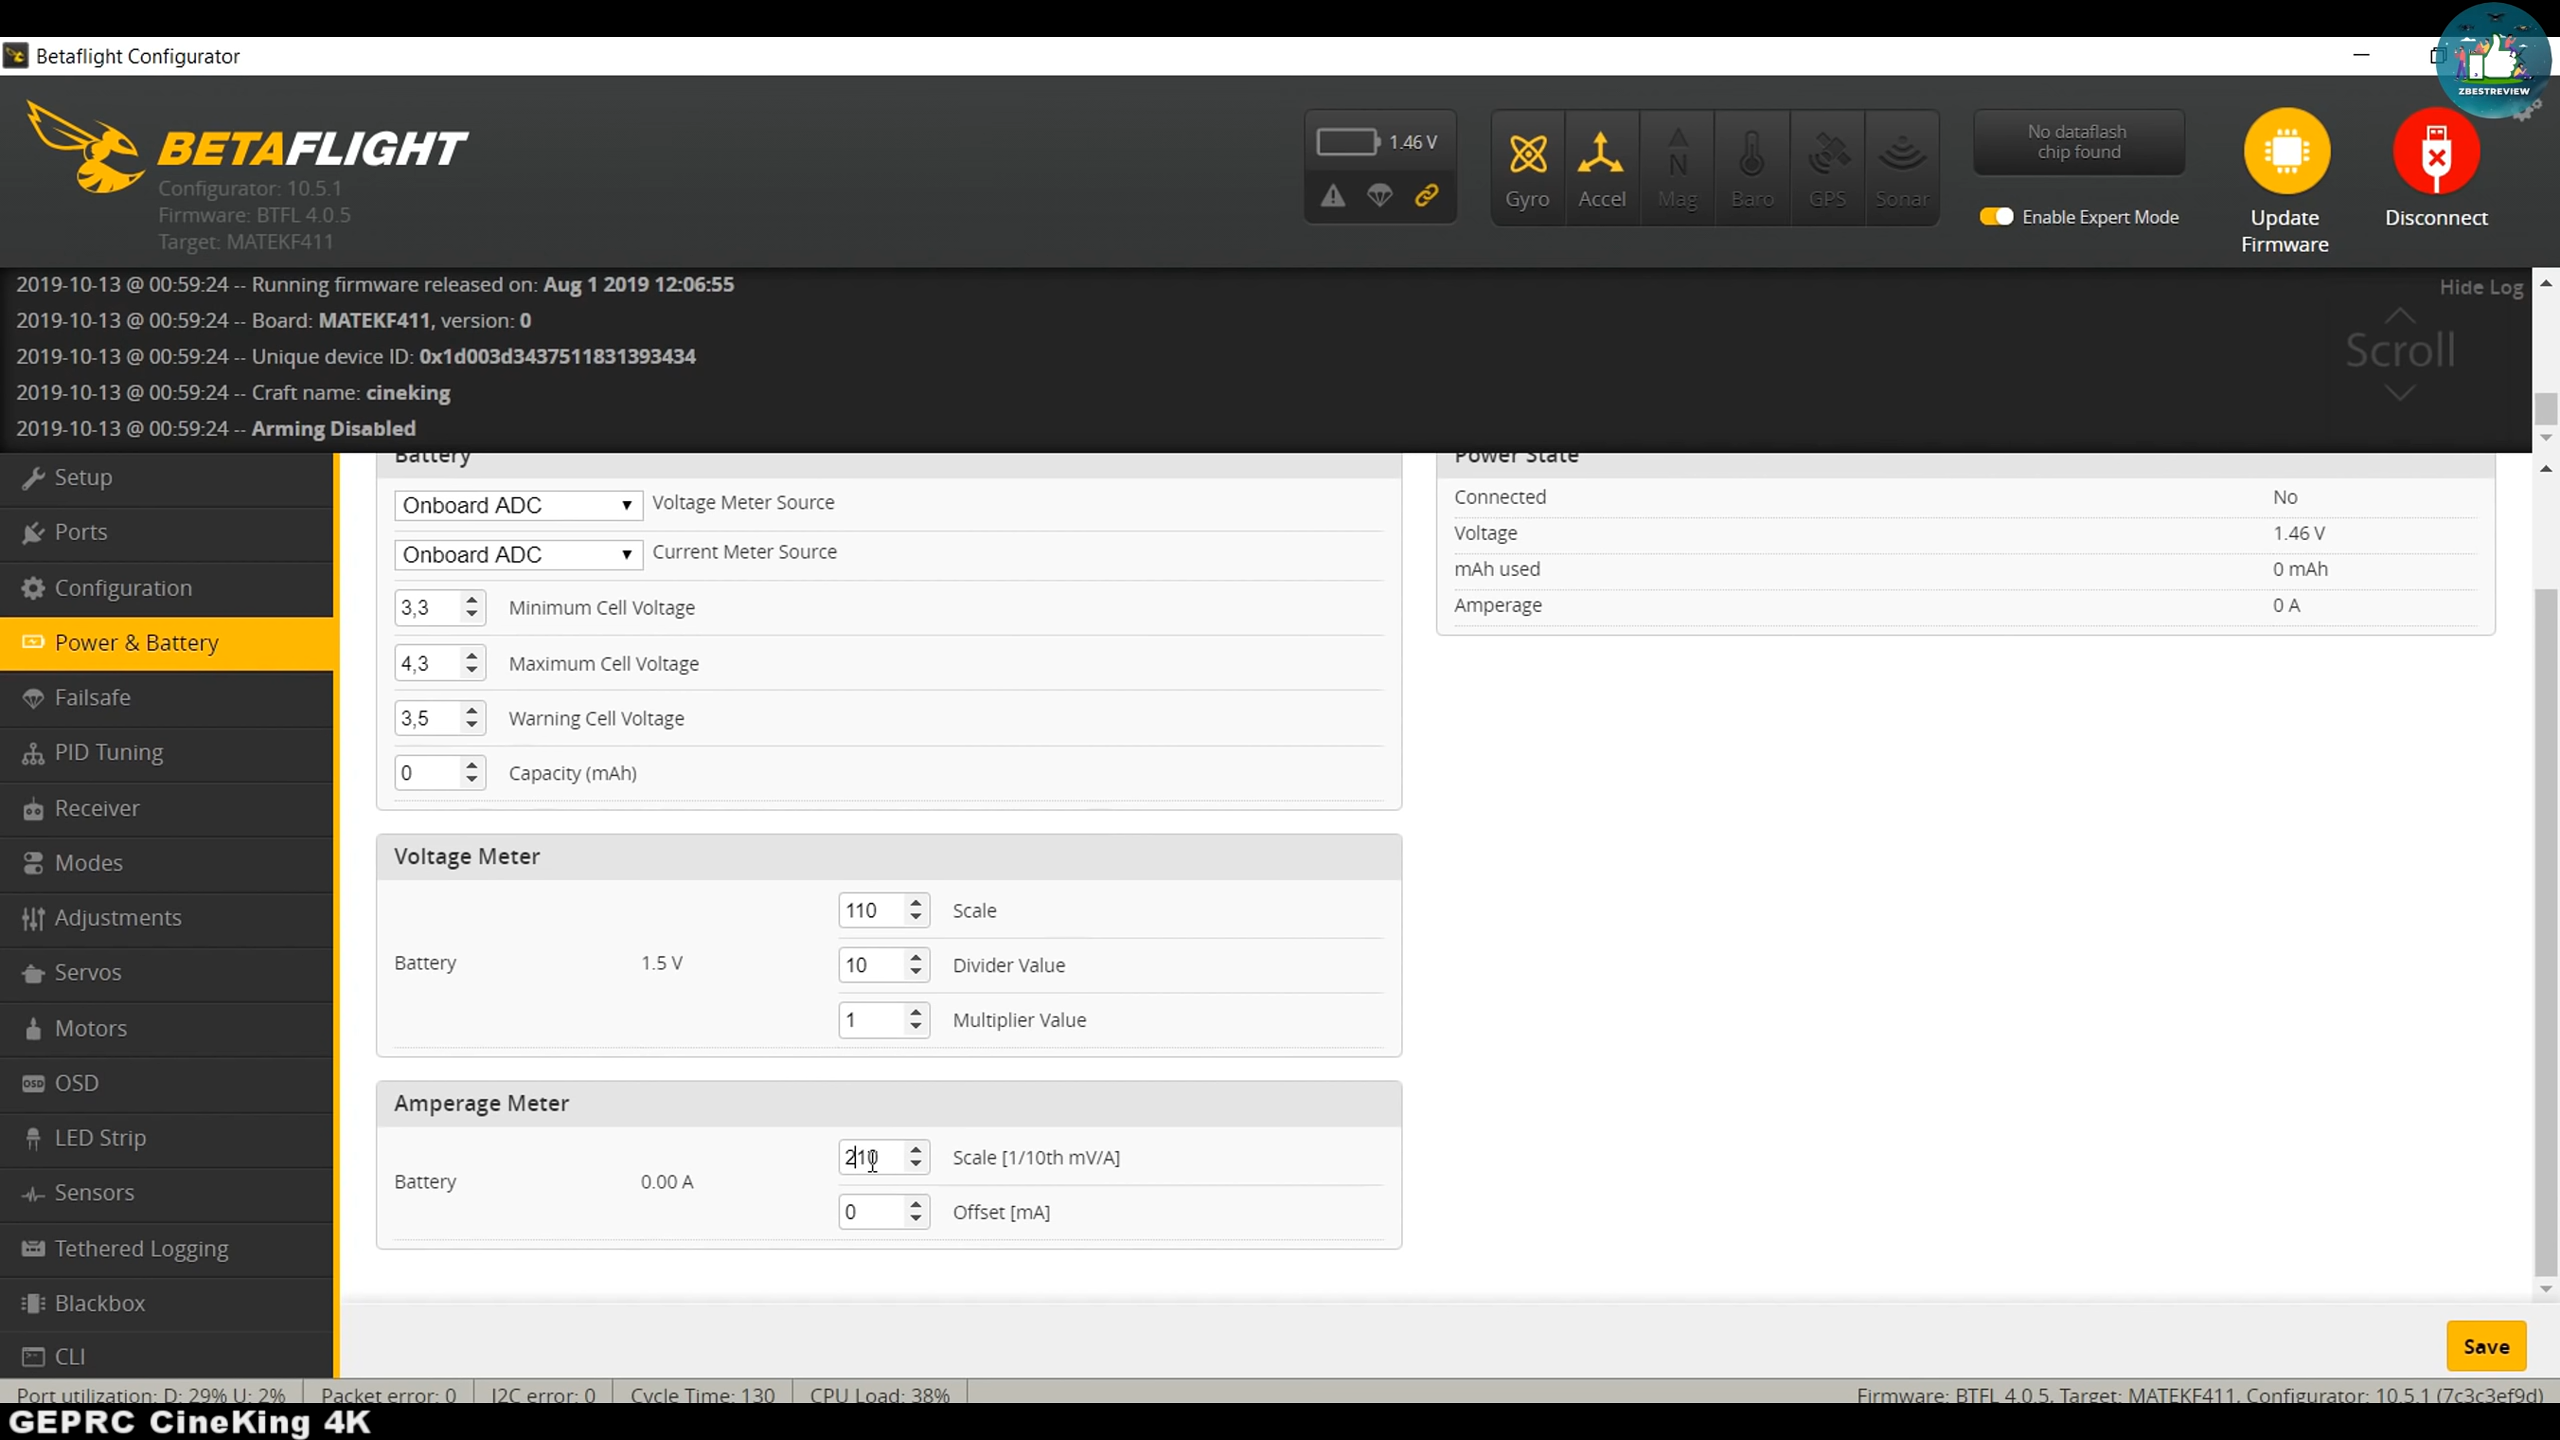 Betaflight Configurator
ZBESTREVIEW
BETAFLIGHT
Configurator: 10.5.1
Firmware: BTFL 4.0.5
Target: MATEKF411
1.46 V
Gyro
Accel
Mag
Baro
GPS
Sonar
No dataflash
chip found
Enable Expert Mode
Update
Firmware
Disconnect
2019-10-13 @ 00:59:24 -- Running firmware released on: Aug 1 2019 12:06:55
2019-10-13 @ 00:59:24 -- Board: MATEKF411, version: 0
2019-10-13 @ 00:59:24 -- Unique device ID: 0x1d003d3437511831393434
2019-10-13 @ 00:59:24 -- Craft name: cineking
2019-10-13 @ 00:59:24 -- Arming Disabled
Hide Log
Scroll
Setup
Ports
Configuration
Power & Battery
Failsafe
PID Tuning
Receiver
Modes
Adjustments
Servos
Motors
OSD
LED Strip
Sensors
Tethered Logging
Blackbox
CLI
Battery
Onboard ADC Voltage Meter Source
Onboard ADC Current Meter Source
3,3 Minimum Cell Voltage
4,3 Maximum Cell Voltage
3,5 Warning Cell Voltage
0 Capacity (mAh)
Power State
Connected No
Voltage 1.46 V
mAh used 0 mAh
Amperage 0 A
Voltage Meter
Battery 1.5 V
110 Scale
10 Divider Value
1 Multiplier Value
Amperage Meter
Battery 0.00 A
210 Scale [1/10th mV/A]
0 Offset [mA]
Save
Port utilization: D: 29% U: 2%
Packet error: 0
I2C error: 0
Cycle Time: 130
CPU Load: 38%
Firmware: BTFL 4.0.5, Target: MATEKF411, Configurator: 10.5.1 (7c3c3ef9d)
GEPRC CineKing 4K